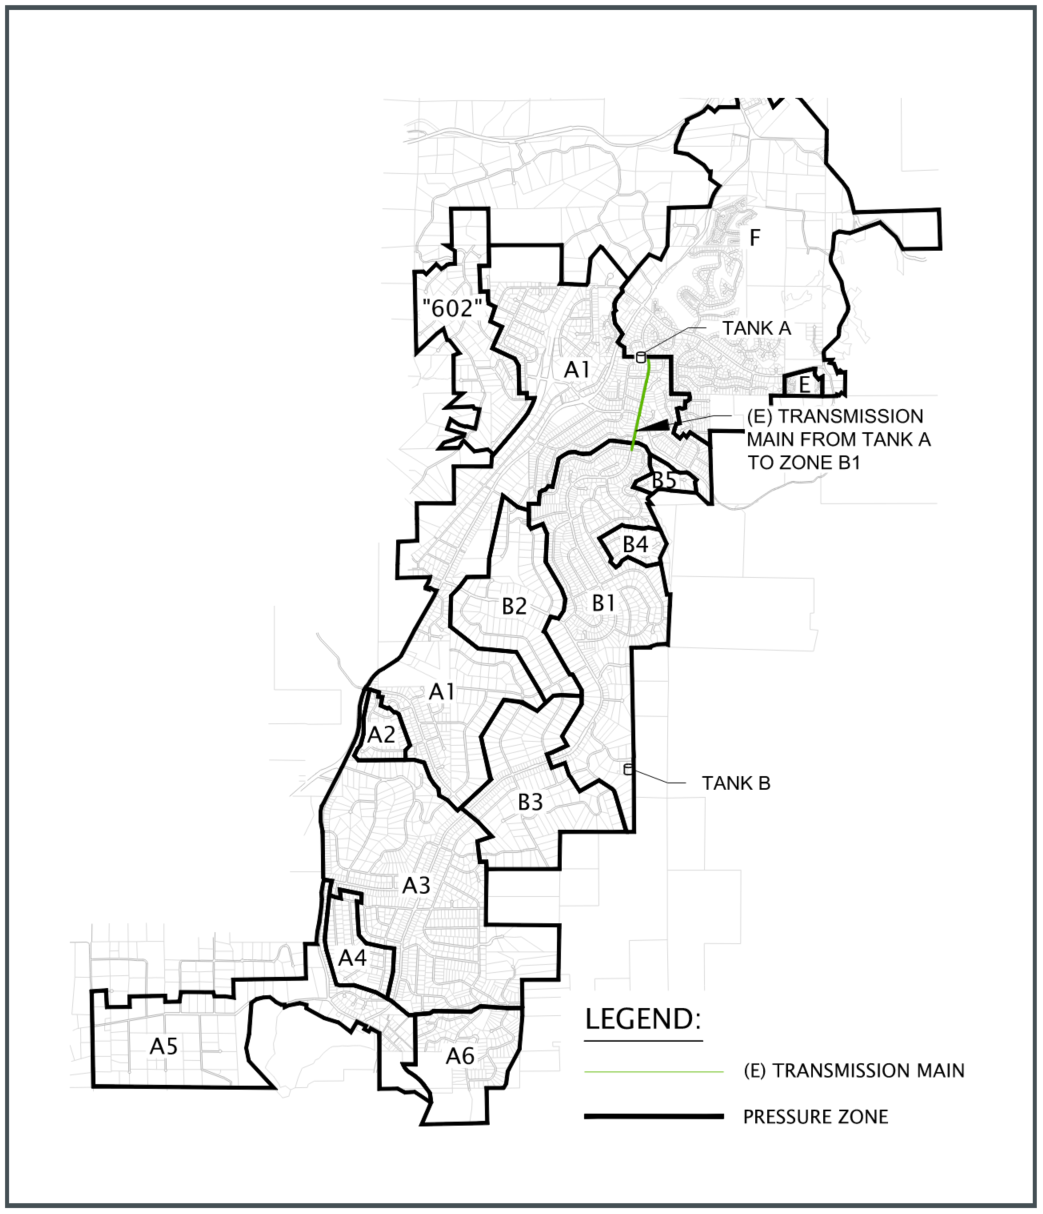 F
"602"
TANK A
A1
E
(E) TRANSMISSION
MAIN FROM TANK A
TO ZONE B1
B5
B4
B2
B1
A1
A2
TANK B
B3
A3
A4
LEGEND:
A5
A6
(E) TRANSMISSION MAIN
PRESSURE ZONE